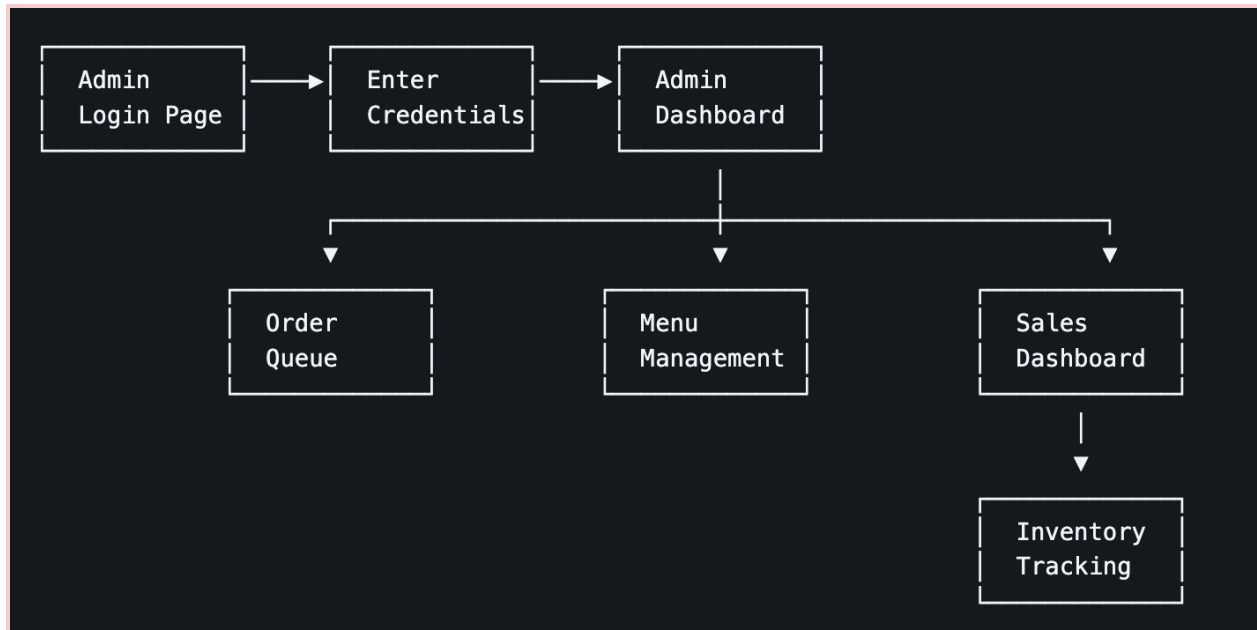 Admin
Login Page
Enter
Credentials
Admin
Dashboard
Order
Queue
Menu
Management
Sales
Dashboard
Inventory
Tracking